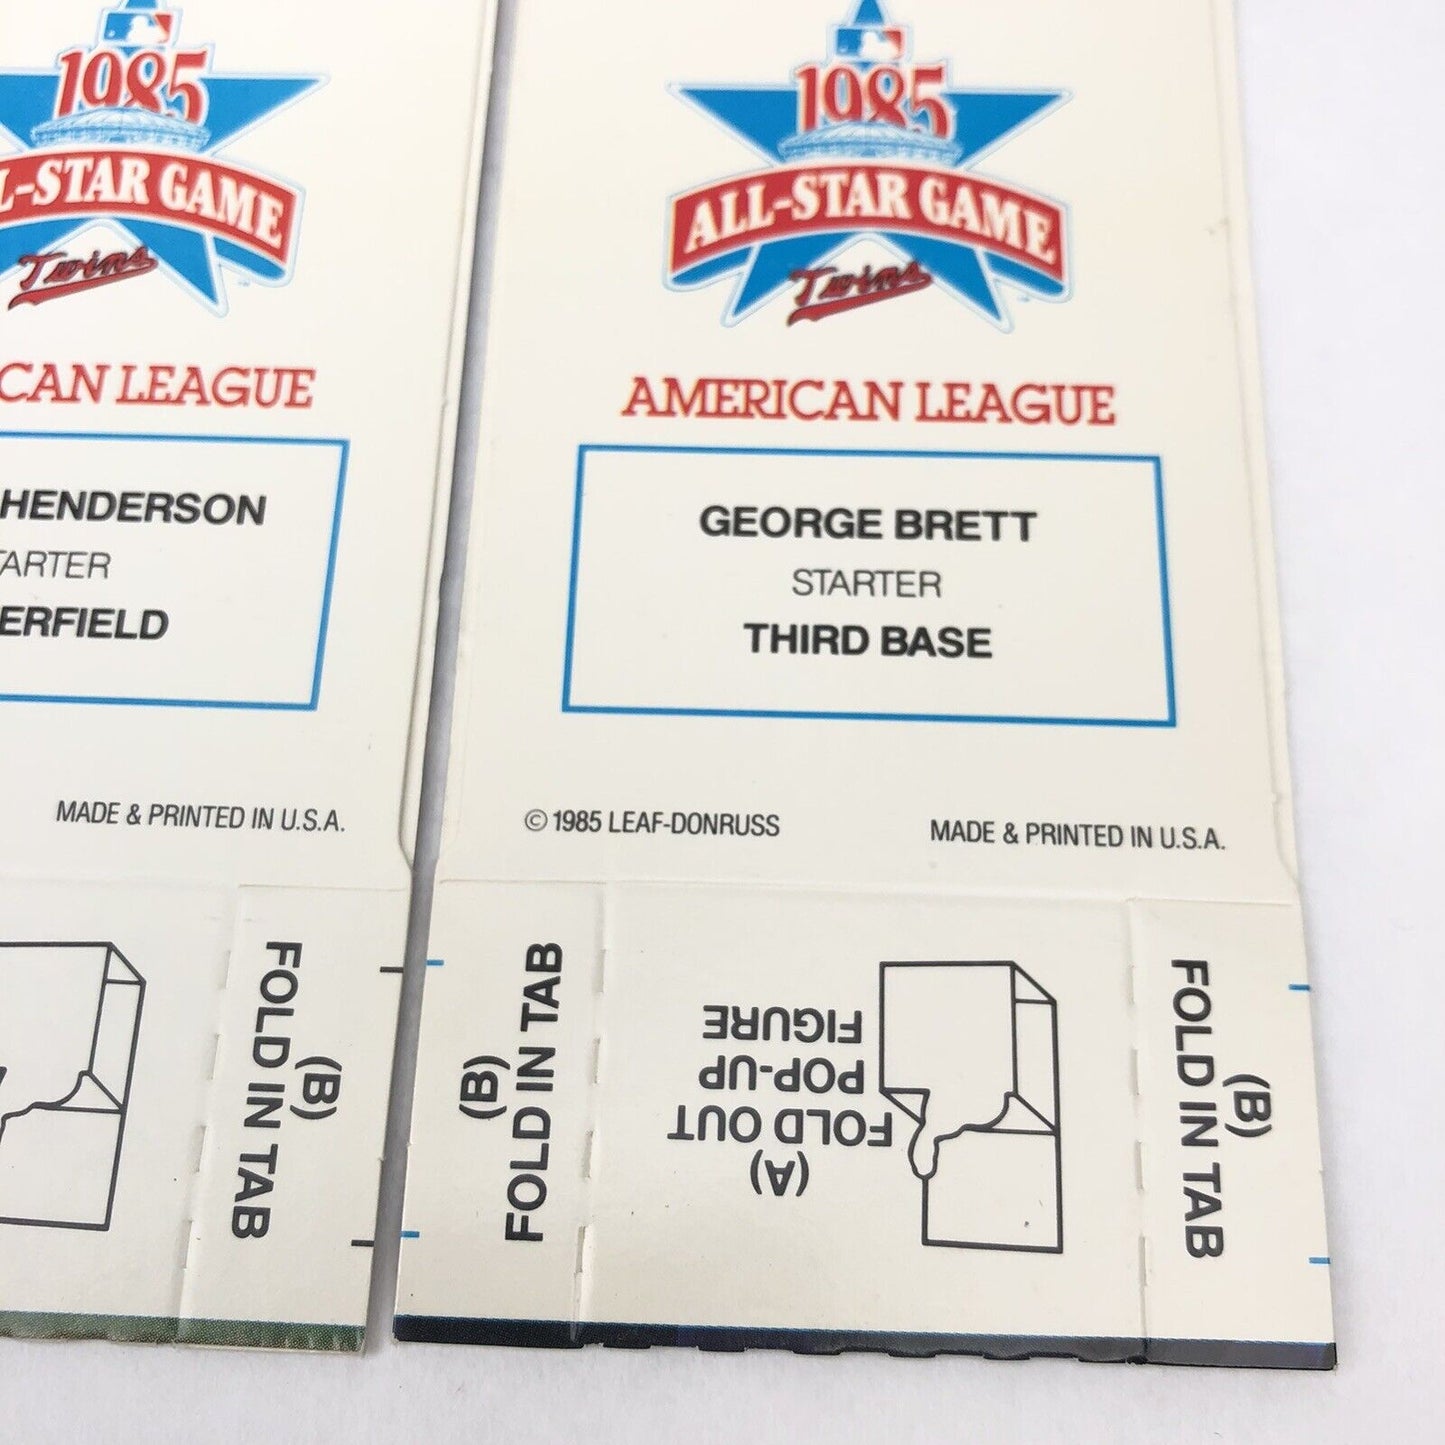 1985
L-STAR GAME
Twins
CAN LEAGUE
HENDERSON
TARTER
ERFIELD
MADE & PRINTED IN U.S.A.
FOLD IN TAB
(B)
1985
ALL-STAR GAME
Twins
AMERICAN LEAGUE
GEORGE BRETT
STARTER
THIRD BASE
© 1985 LEAF-DONRUSS
MADE & PRINTED IN U.S.A.
(B)
FOLD IN TAB
(A)
FOLD OUT
POP-UP
FIGURE
(B)
FOLD IN TAB